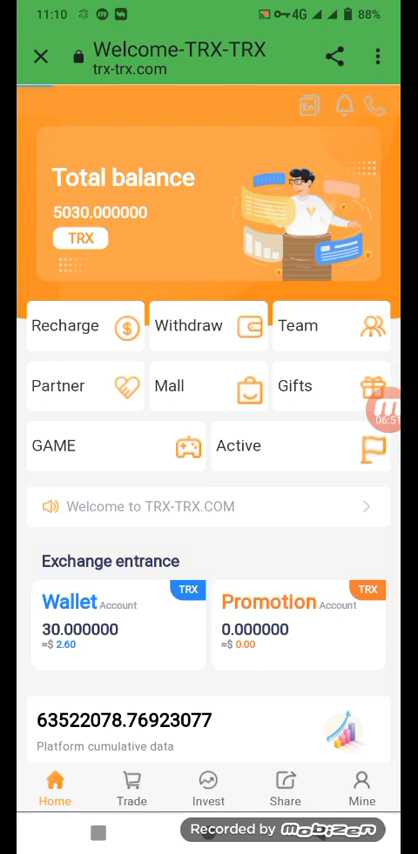 11:10 4G 88%
Welcome-TRX-TRX
trx-trx.com
En
Total balance
5030.000000
TRX
Recharge Withdraw Team
Partner Mall Gifts
06:51
GAME Active
Welcome to TRX-TRX.COM
Exchange entrance
TRX TRX
Wallet Account Promotion Account
30.000000 0.000000
≈$ 2.60 ≈$ 0.00
63522078.76923077
Platform cumulative data
Home Trade Invest Share Mine
Recorded by mobizen